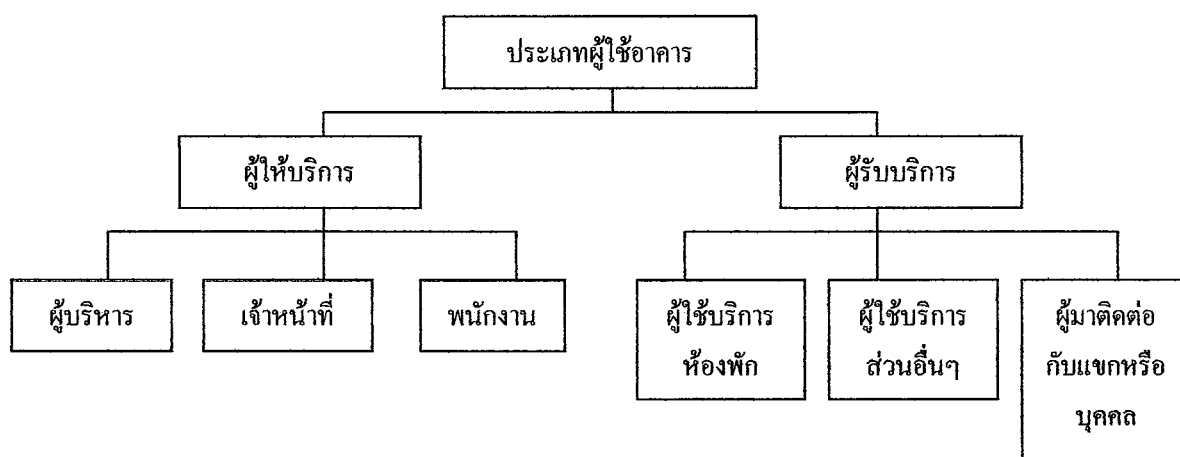 ประเภทผู้ใช้อาคาร
ผู้ให้บริการ
ผู้รับบริการ
ผู้บริหาร
เจ้าหน้าที่
พนักงาน
ผู้ใช้บริการ
ห้องพัก
ผู้ใช้บริการ
ส่วนอื่นๆ
ผู้มาติดต่อ
กับแขกหรือ
บุคคล